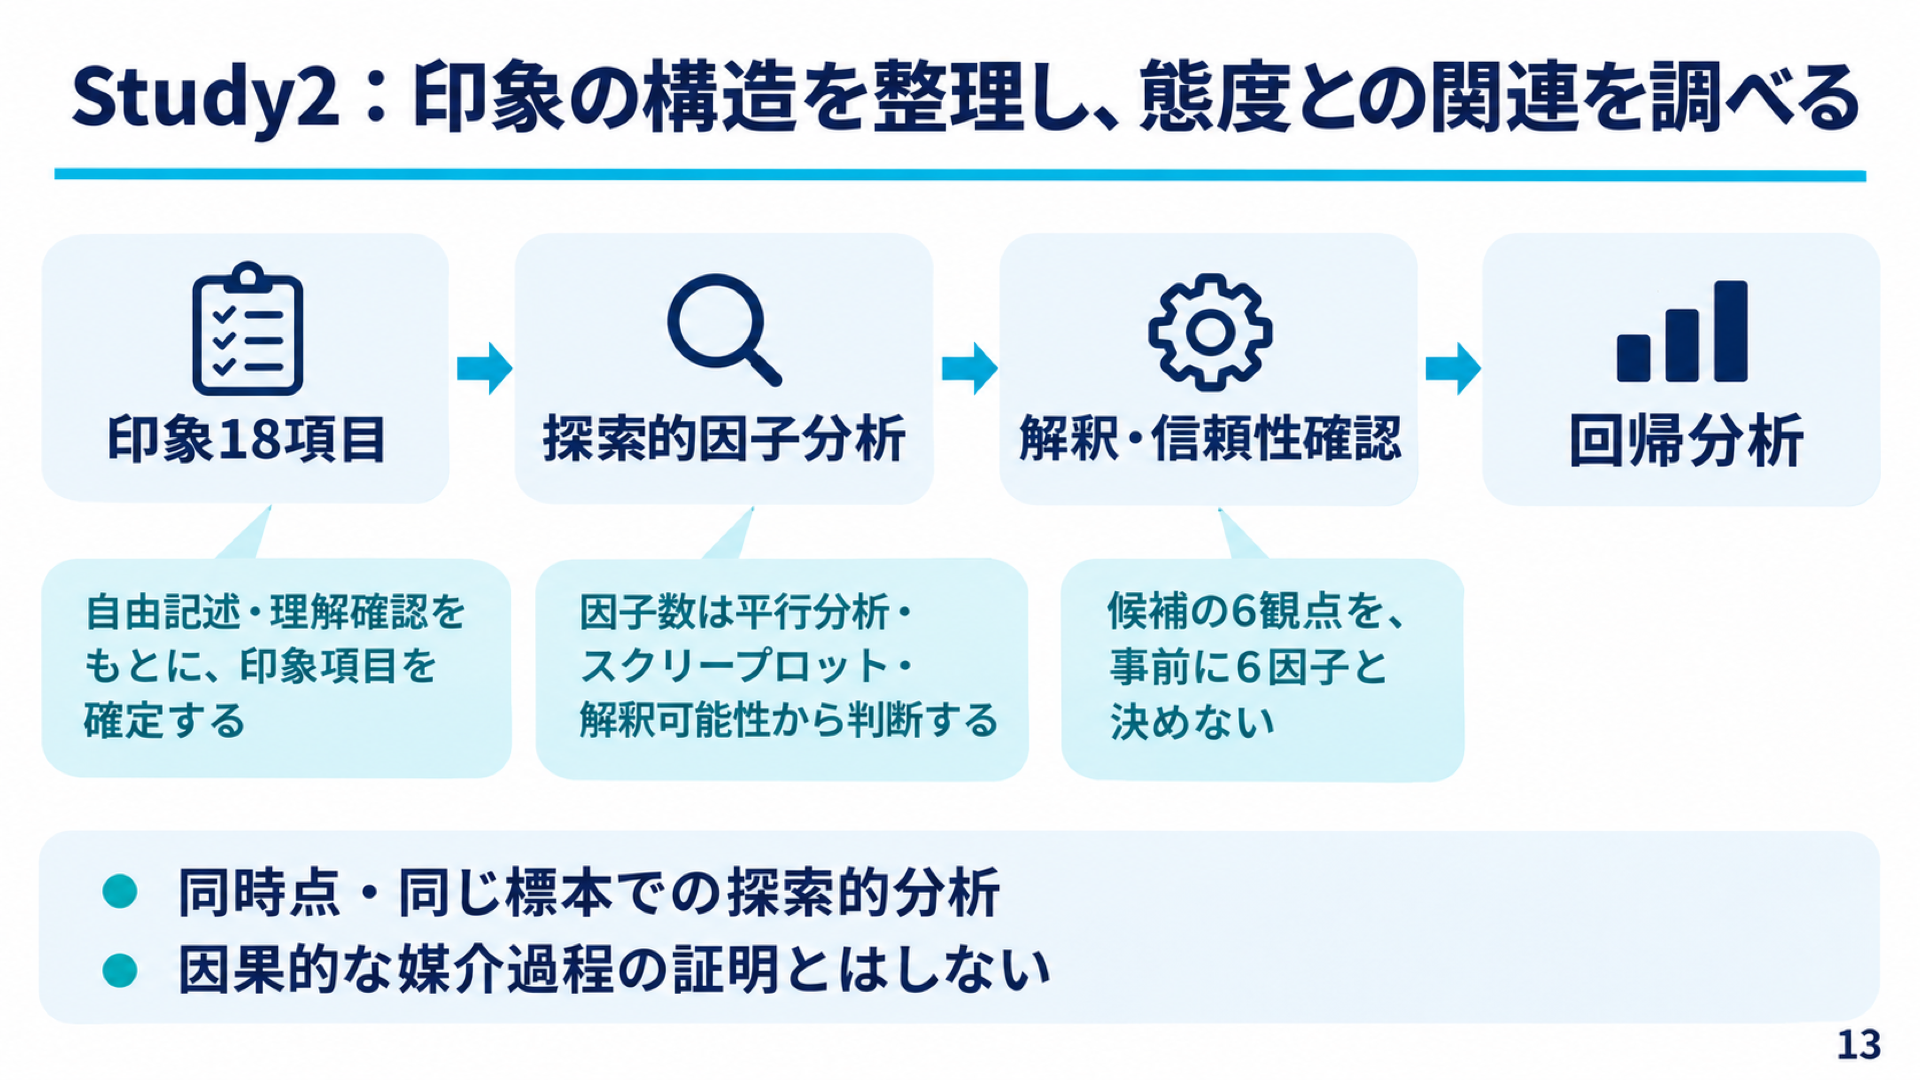 Study2：印象の構造を整理し、態度との関連を調べる
印象18項目
探索的因子分析
解釈・信頼性確認
回帰分析
自由記述・理解確認を
もとに、印象項目を
確定する
因子数は平行分析・
スクリープロット・
解釈可能性から判断する
候補の6観点を、
事前に6因子と
決めない
● 同時点・同じ標本での探索的分析
● 因果的な媒介過程の証明とはしない
13